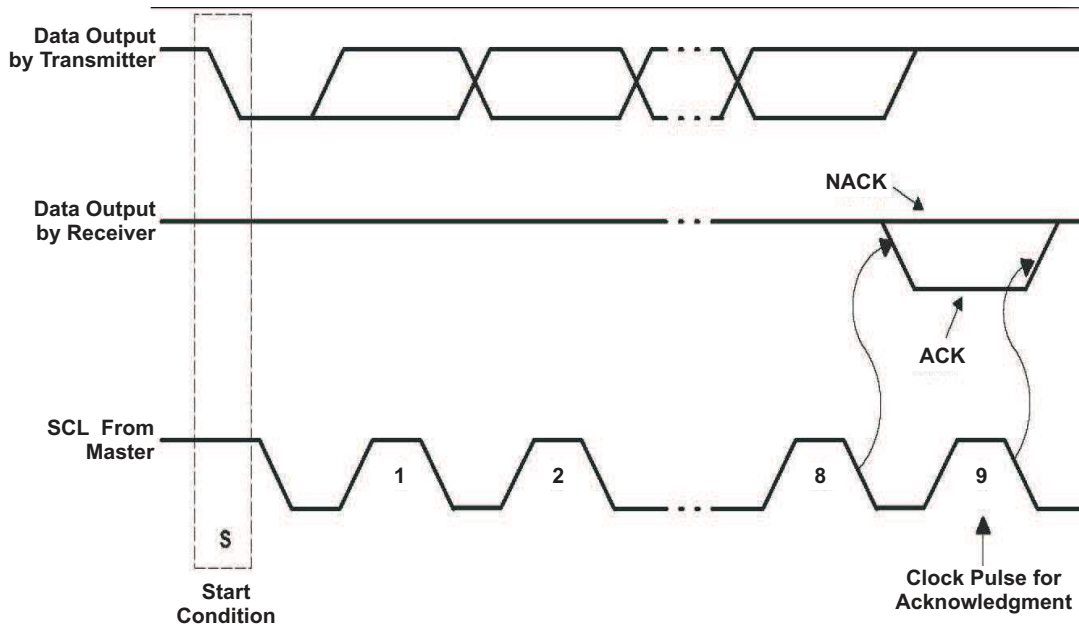 Data Output
by Transmitter
NACK
Data Output
by Receiver
ACK
SCL From
Master
1
2
8
9
S
Start
Condition
Clock Pulse for
Acknowledgment